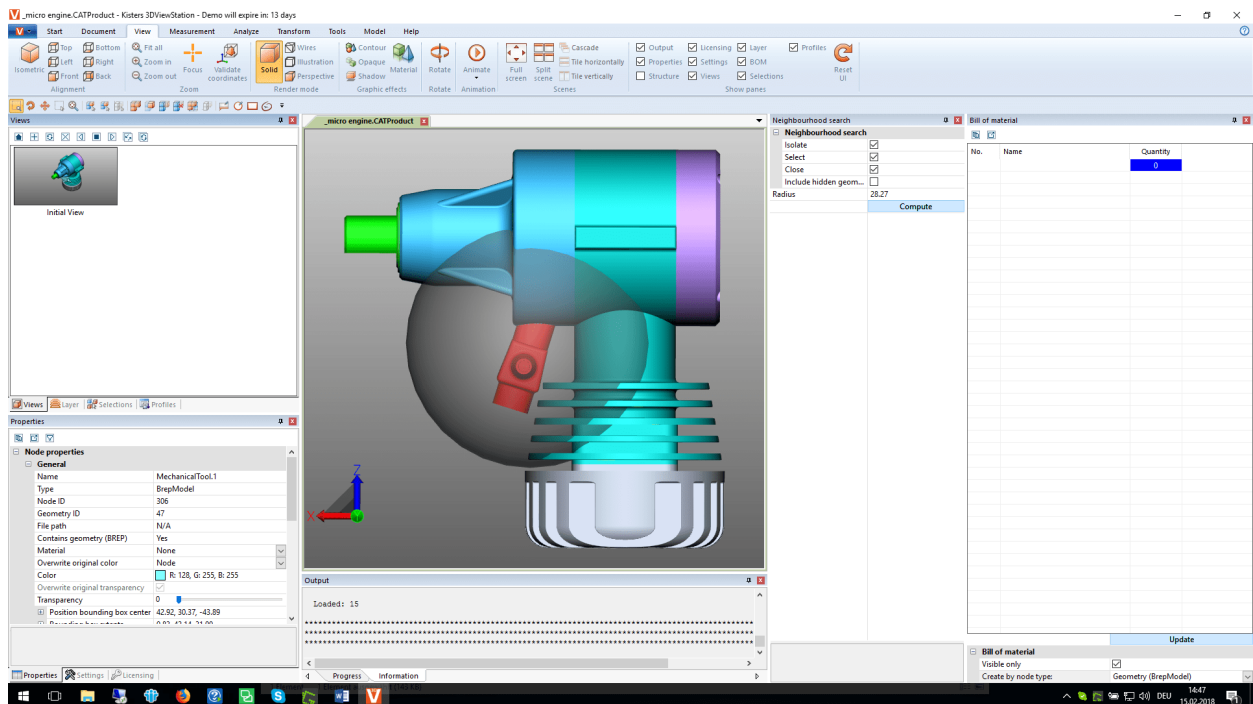 _micro engine.CATProduct - Kisters 3DViewStation - Demo will expire in: 13 days
Start Document View Measurement Analyze Transform Tools Model Help
Top Bottom Fit all Wires Contour Cascade Output Licensing Layer Profiles
Left Right Zoom in Illustration Opaque Tile horizontally Properties Settings BOM
Isometric Front Back Zoom out Focus Validate coordinates Solid Perspective Shadow Material Rotate Animate Full screen Split scene Tile vertically Structure Views Selections Reset UI
Alignment Zoom Render mode Graphic effects Rotate Animation Scenes Show panes
Views
Initial View
Views Layer Selections Profiles
Properties
Node properties
General
Name MechanicalTool.1
Type BrepModel
Node ID 306
Geometry ID 47
File path N/A
Contains geometry (BREP) Yes
Material None
Overwrite original color Node
Color R: 128, G: 255, B: 255
Overwrite original transparency
Transparency 0
Position bounding box center 42.92, 30.37, -43.89
Properties Settings Licensing
_micro engine.CATProduct
Z
X
Output
Loaded: 15
********************************************************************************
********************************************************************************
********************************************************************************
Progress Information
Neighbourhood search
Neighbourhood search
Isolate
Select
Close
Include hidden geom...
Radius 28.27
Compute
Bill of material
No. Name Quantity
0
Update
Bill of material
Visible only
Create by node type: Geometry (BrepModel)
DEU
14:47
15.02.2018